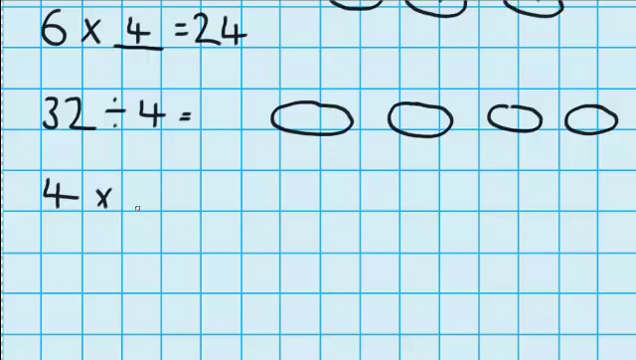 6 × 4 = 24
32 ÷ 4 =
4 ×